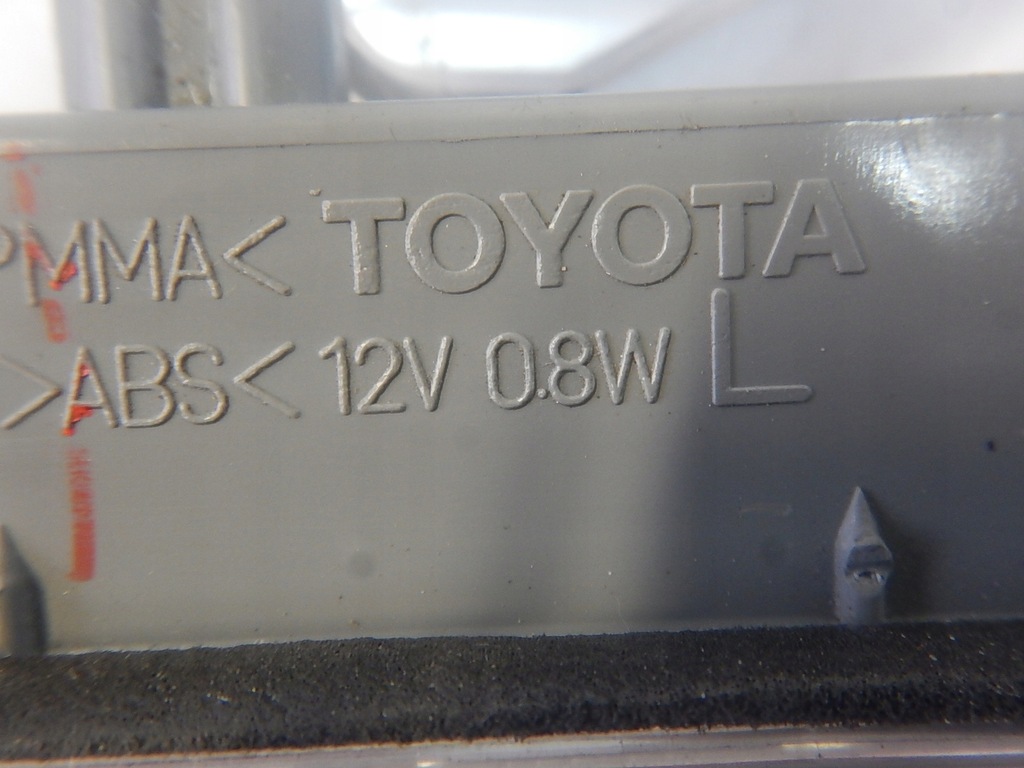 PMMA< TOYOTA
>ABS< 12V 0.8W L